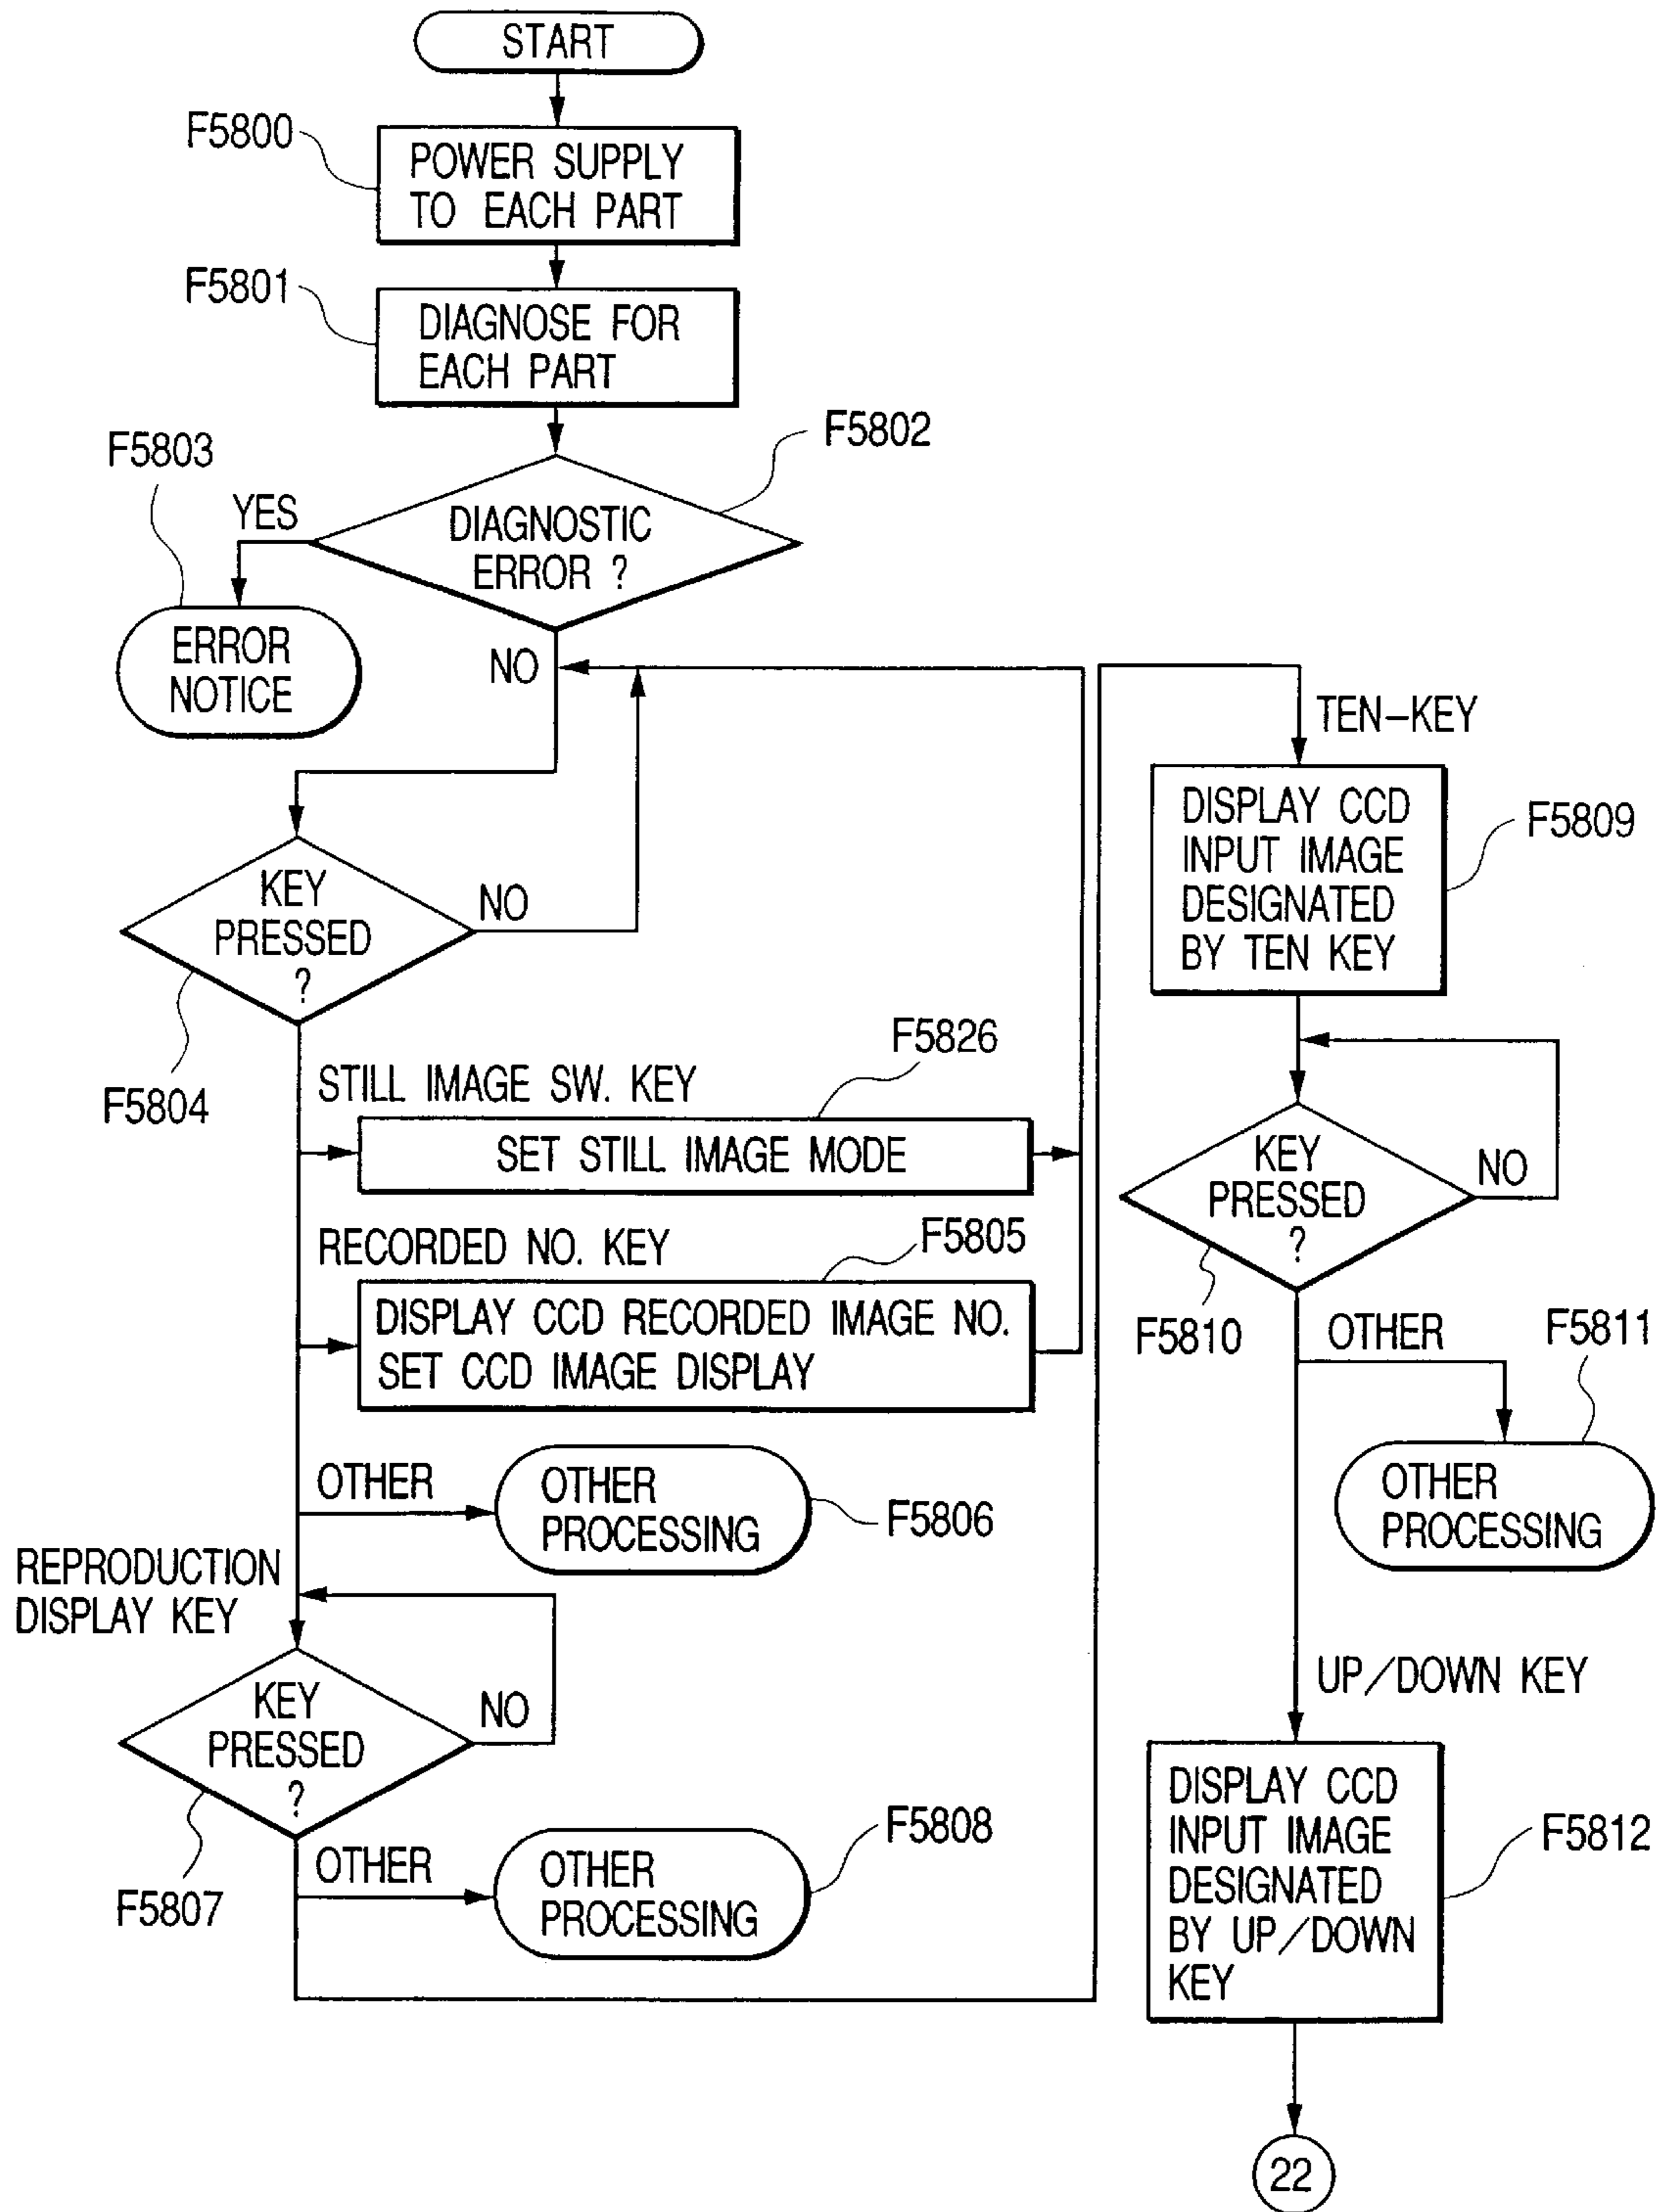 START
F5800
POWER SUPPLY
TO EACH PART
F5801
DIAGNOSE FOR
EACH PART
F5802
F5803
YES
DIAGNOSTIC
ERROR ?
ERROR
NOTICE
NO
KEY
PRESSED
?
NO
F5804
STILL IMAGE SW. KEY
F5826
SET STILL IMAGE MODE
RECORDED NO. KEY
F5805
DISPLAY CCD RECORDED IMAGE NO.
SET CCD IMAGE DISPLAY
OTHER
OTHER
PROCESSING
F5806
REPRODUCTION
DISPLAY KEY
KEY
PRESSED
?
NO
F5807
OTHER
OTHER
PROCESSING
F5808
TEN-KEY
DISPLAY CCD
INPUT IMAGE
DESIGNATED
BY TEN KEY
F5809
KEY
PRESSED
?
NO
F5810
OTHER
F5811
OTHER
PROCESSING
UP/DOWN KEY
DISPLAY CCD
INPUT IMAGE
DESIGNATED
BY UP/DOWN
KEY
F5812
22